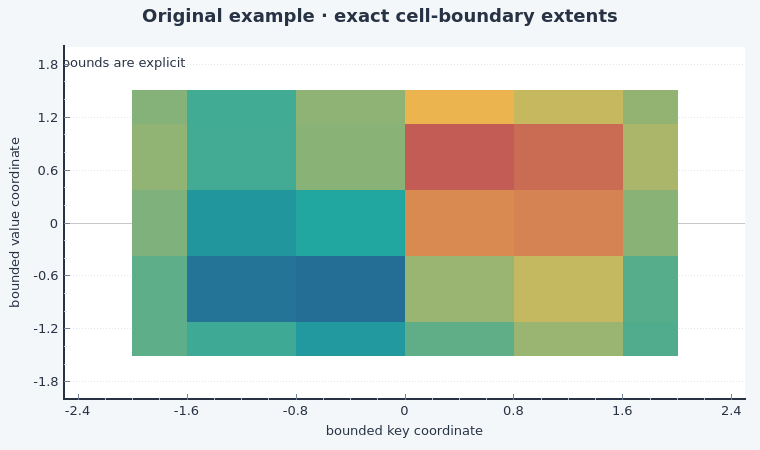 Original example · exact cell-boundary extents
bounds are explicit
1.8
1.2
0.6
0
-0.6
-1.2
-1.8
bounded value coordinate
-2.4 -1.6 -0.8 0 0.8 1.6 2.4
bounded key coordinate